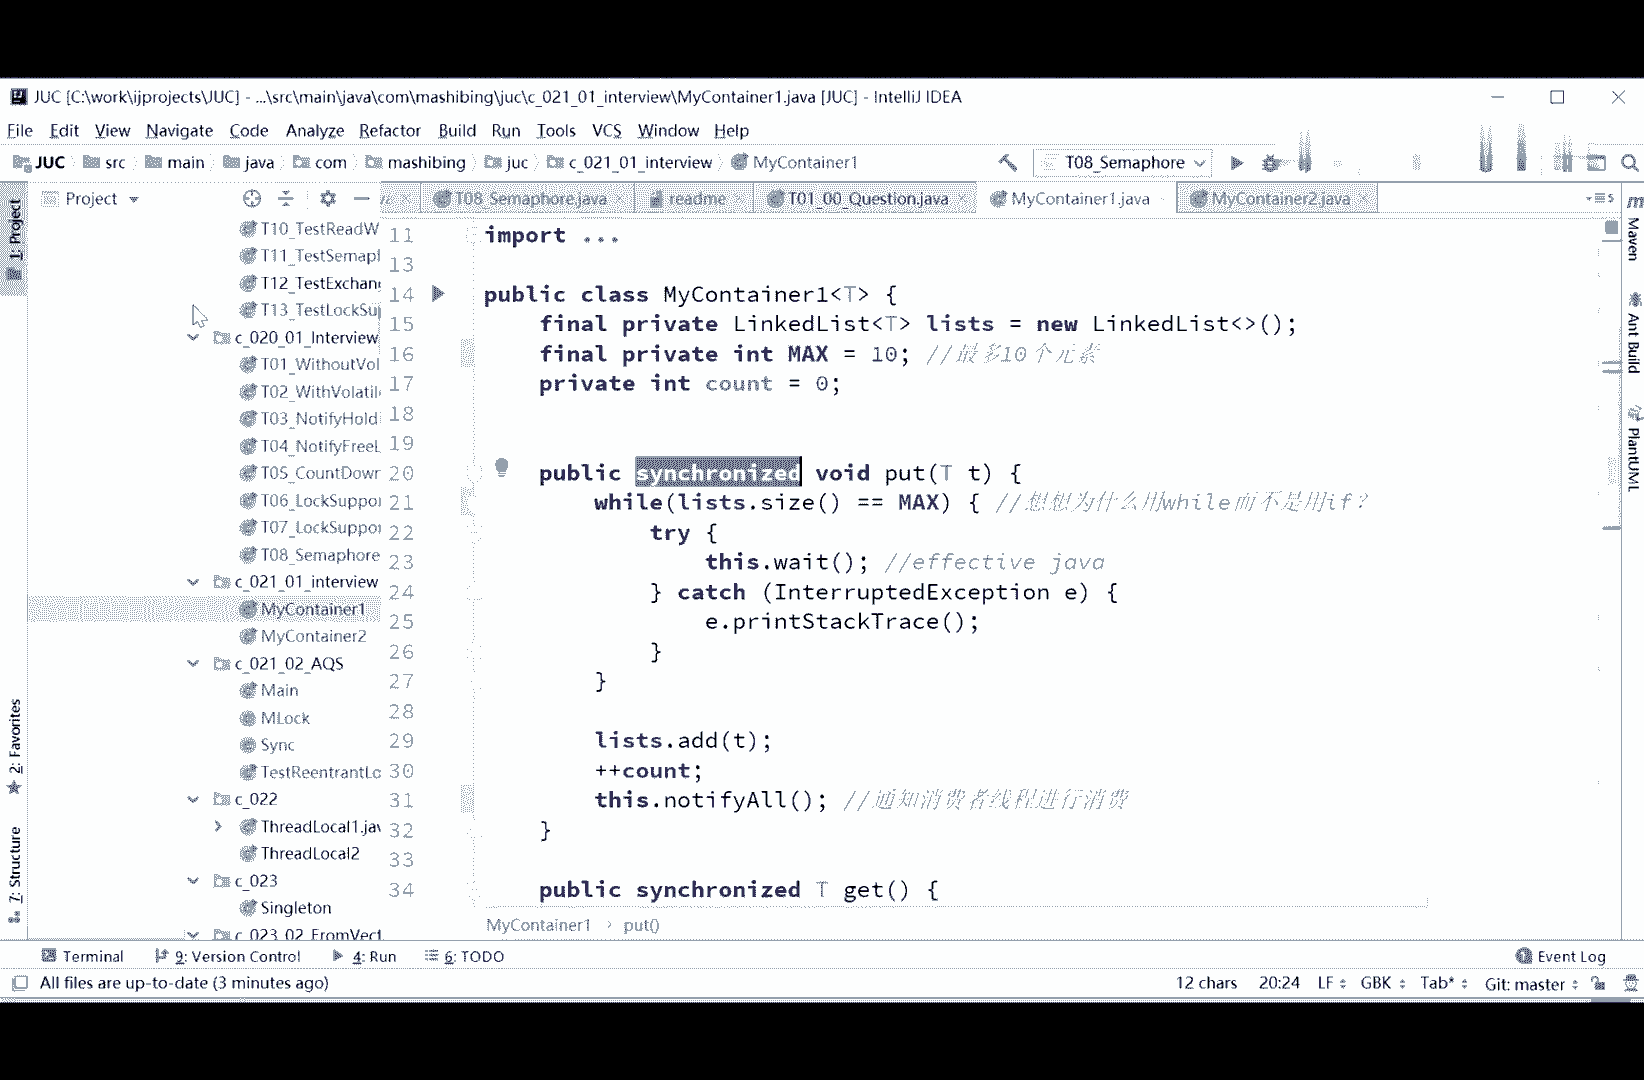 JUC [C:\work\ijprojects\JUC] - ...\src\main\java\com\mashibing\juc\c_021_01_interview\MyContainer1.java [JUC] - IntelliJ IDEA
File Edit View Navigate Code Analyze Refactor Build Run Tools VCS Window Help
JUC src main java com mashibing juc c_021_01_interview MyContainer1 T08_Semaphore
Project T08_Semaphore.java readme T01_00_Question.java MyContainer1.java MyContainer2.java
1: Project
7: Structure
2: Favorites
T10_TestReadW
T11_TestSemapl
T12_TestExchan
T13_TestLockSu
c_020_01_Interview
T01_WithoutVol
T02_WithVolatil
T03_NotifyHold
T04_NotifyFreeL
T05_CountDowr
T06_LockSuppo
T07_LockSuppo
T08_Semaphore
c_021_01_interview
MyContainer1
MyContainer2
c_021_02_AQS
Main
MLock
Sync
TestReentrantLo
c_022
ThreadLocal1.jav
ThreadLocal2
c_023
Singleton
c_023_02_FromVect
11 import ...
13
14 public class MyContainer1<T> {
15 final private LinkedList<T> lists = new LinkedList<>();
16 final private int MAX = 10; //最多10个元素
17 private int count = 0;
18
19
20 public synchronized void put(T t) {
21 while(lists.size() == MAX) { //想想为什么用while而不是用if？
22 try {
23 this.wait(); //effective java
24 } catch (InterruptedException e) {
25 e.printStackTrace();
26 }
27 }
28
29 lists.add(t);
30 ++count;
31 this.notifyAll(); //通知消费者线程进行消费
32 }
33
34 public synchronized T get() {
MyContainer1 › put()
Maven
Ant Build
PlantUML
Terminal 9: Version Control 4: Run 6: TODO Event Log
All files are up-to-date (3 minutes ago) 12 chars 20:24 LF GBK Tab* Git: master